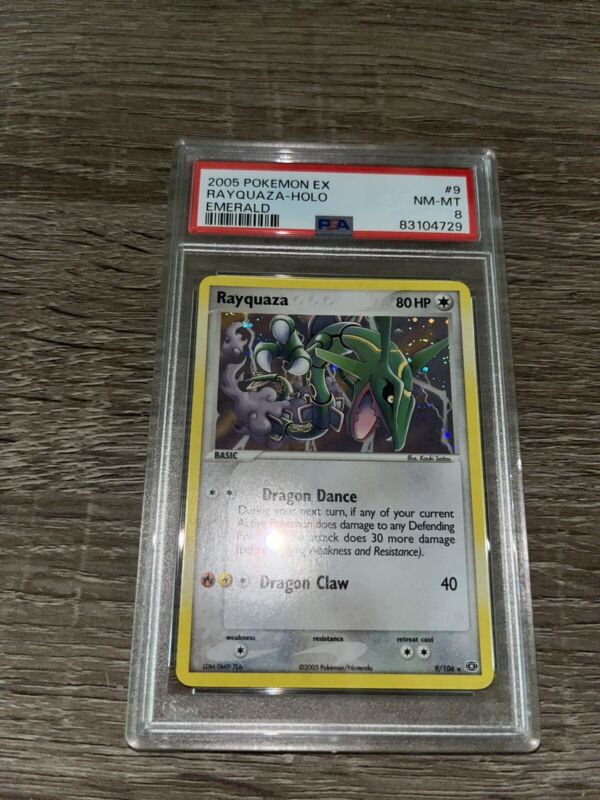 2005 POKEMON EX #9
RAYQUAZA-HOLO NM-MT
EMERALD 8
PSA 83104729
Rayquaza 80 HP
BASIC Illus. Kouki Saitou
Dragon Dance
During your next turn, if any of your current
Active Pokémon does damage to any Defending
attack does 30 more damage
Weakness and Resistance).
Dragon Claw 40
weakness resistance retreat cost
LDM-0M9-7LA ©2005 Pokémon/Nintendo 9/106